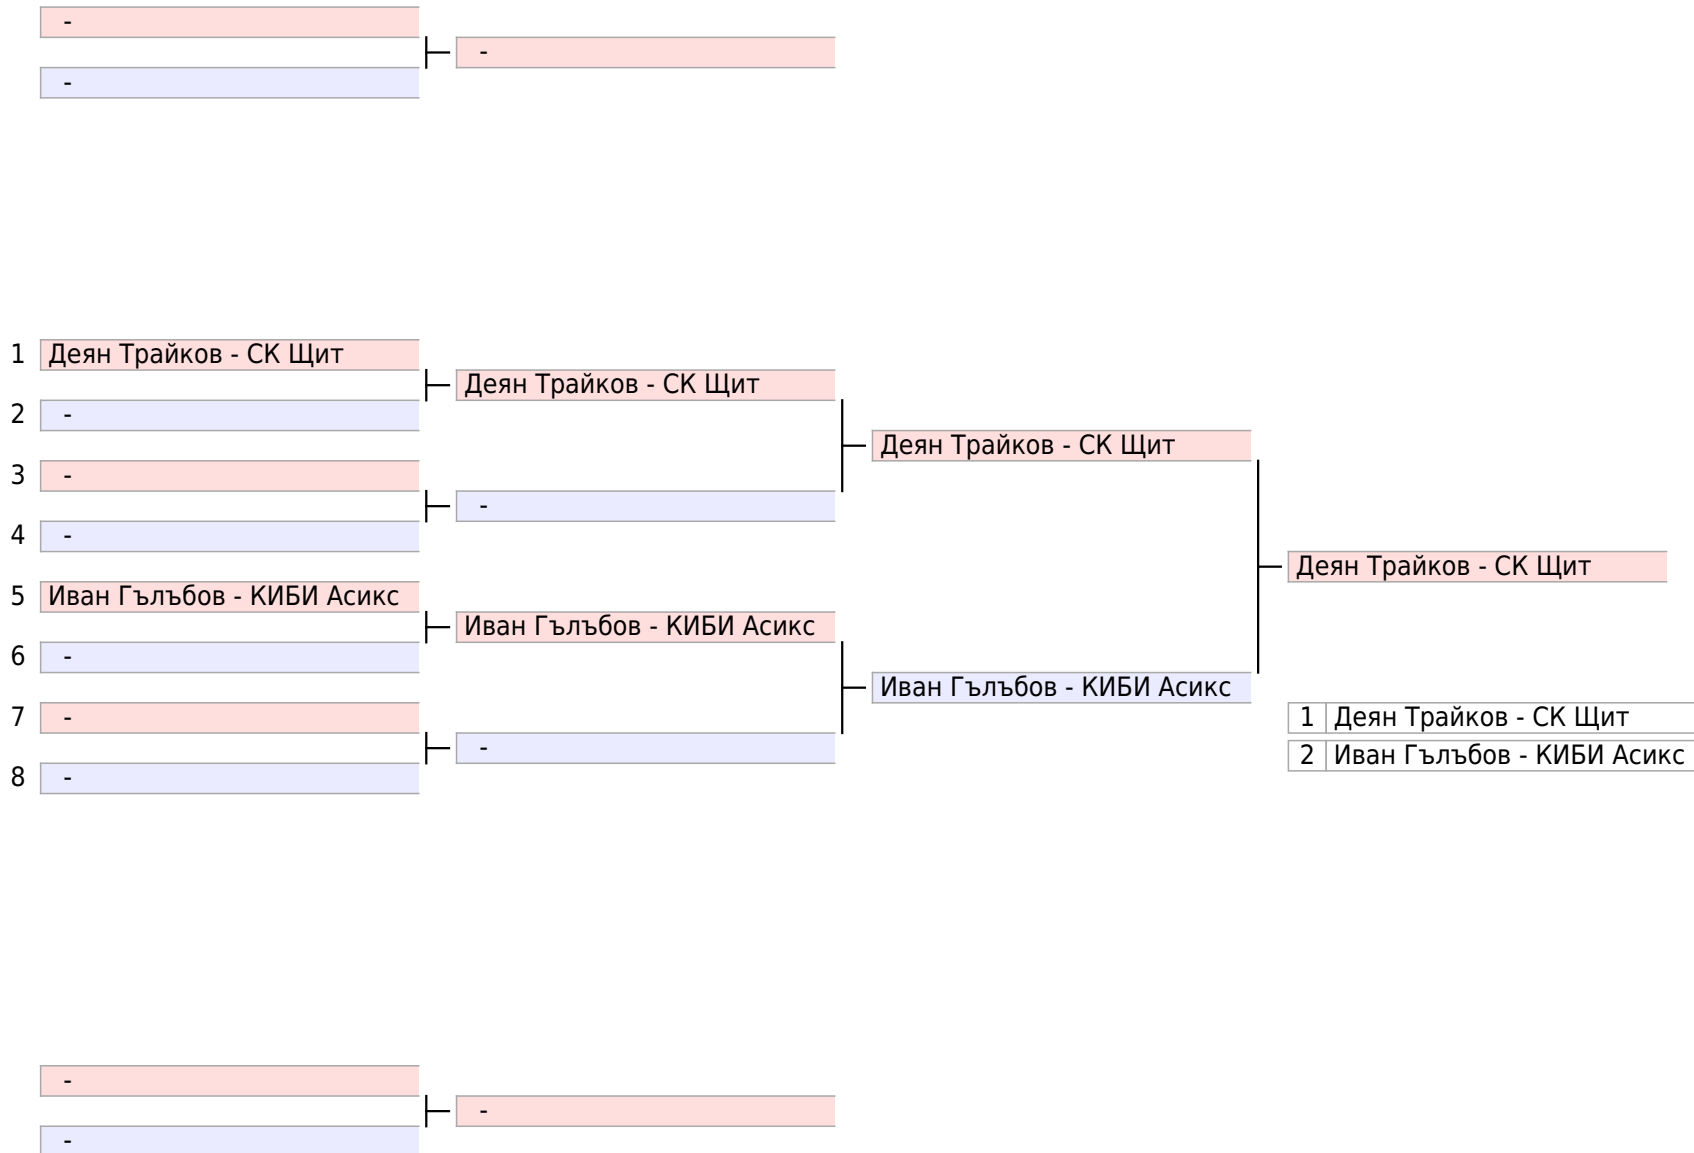 -
-
-
1 Деян Трайков - СК Щит
Деян Трайков - СК Щит
2 -
Деян Трайков - СК Щит
3 -
-
4 -
Деян Трайков - СК Щит
5 Иван Гълъбов - КИБИ Асикс
Иван Гълъбов - КИБИ Асикс
6 -
Иван Гълъбов - КИБИ Асикс
7 -
1 Деян Трайков - СК Щит
-
2 Иван Гълъбов - КИБИ Асикс
8 -
-
-
-